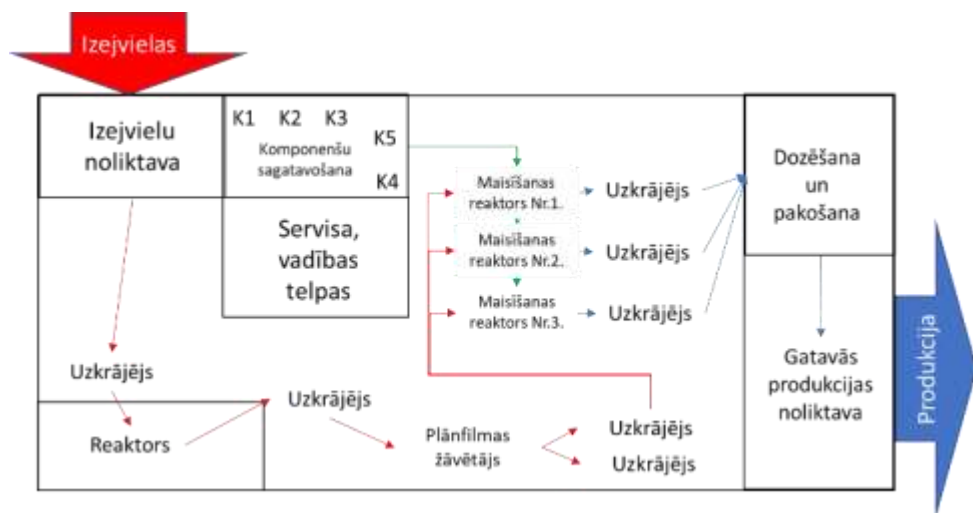 Izejvielas
Izejvielu
noliktava
K1 K2 K3
K5
Komponenšu
sagatavošana
K4
Servisa,
vadības
telpas
Maisīšanas
reaktors Nr.1.
Uzkrājējs
Maisīšanas
reaktors Nr.2.
Uzkrājējs
Maisīšanas
reaktors Nr.3.
Uzkrājējs
Dozēšana
un
pakošana
Gatavās
produkcijas
noliktava
Produkcija
Uzkrājējs
Reaktors
Uzkrājējs
Plānfilmas
žāvētājs
Uzkrājējs
Uzkrājējs